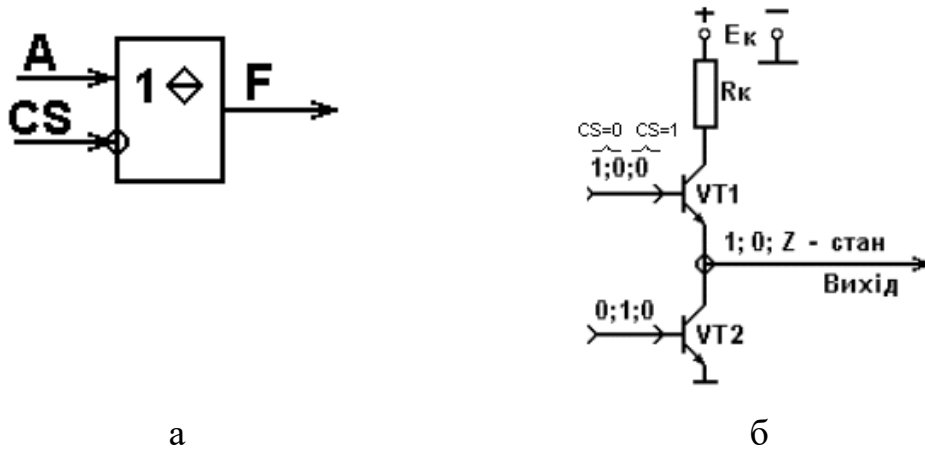 A
CS
1
F
+ Eк −
Rк
CS=0 CS=1
1;0;0
VT1
1; 0; Z - стан
Вихід
0;1;0
VT2
а
б